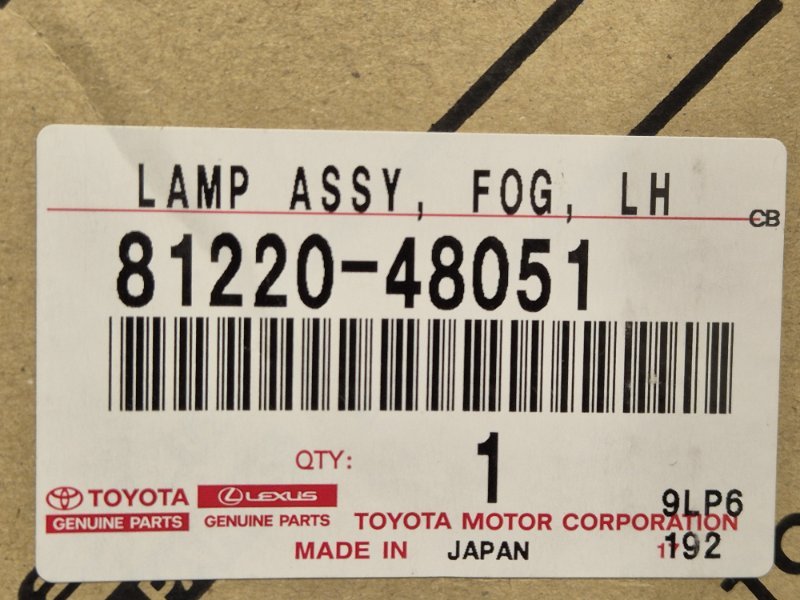 LAMP ASSY, FOG, LH
CB
81220-48051
QTY: 1
TOYOTA LEXUS
GENUINE PARTS GENUINE PARTS
9LP6
TOYOTA MOTOR CORPORATION
MADE IN JAPAN
192